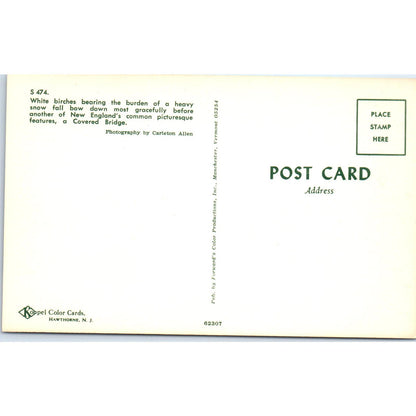 S 474.
White birches bearing the burden of a heavy
snow fall bow down most gracefully before
another of New England's common picturesque
features, a Covered Bridge.
Photography by Carleton Allen
Pub. by Forward's Color Productions, Inc., Manchester, Vermont 05254
PLACE
STAMP
HERE
POST CARD
Address
Koppel Color Cards.
HAWTHORNE, N. J.
62307